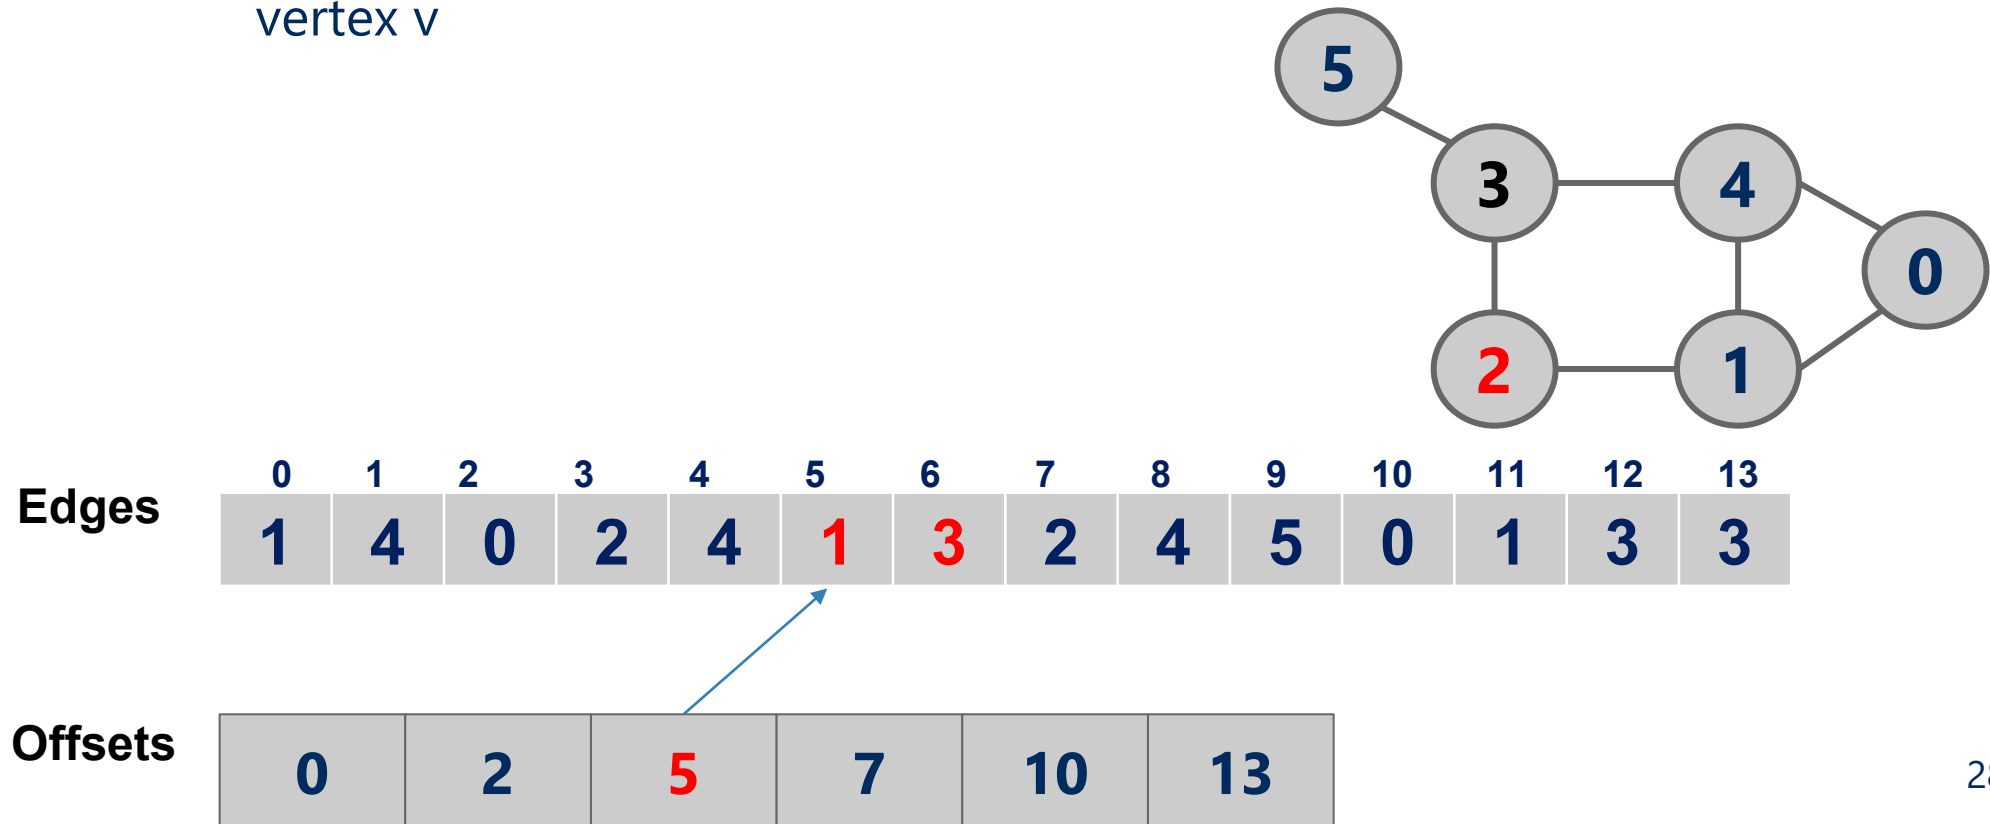 vertex v
5
3 4
0
2 1
0 1 2 3 4 5 6 7 8 9 10 11 12 13
Edges 1 4 0 2 4 1 3 2 4 5 0 1 3 3
Offsets 0 2 5 7 10 13